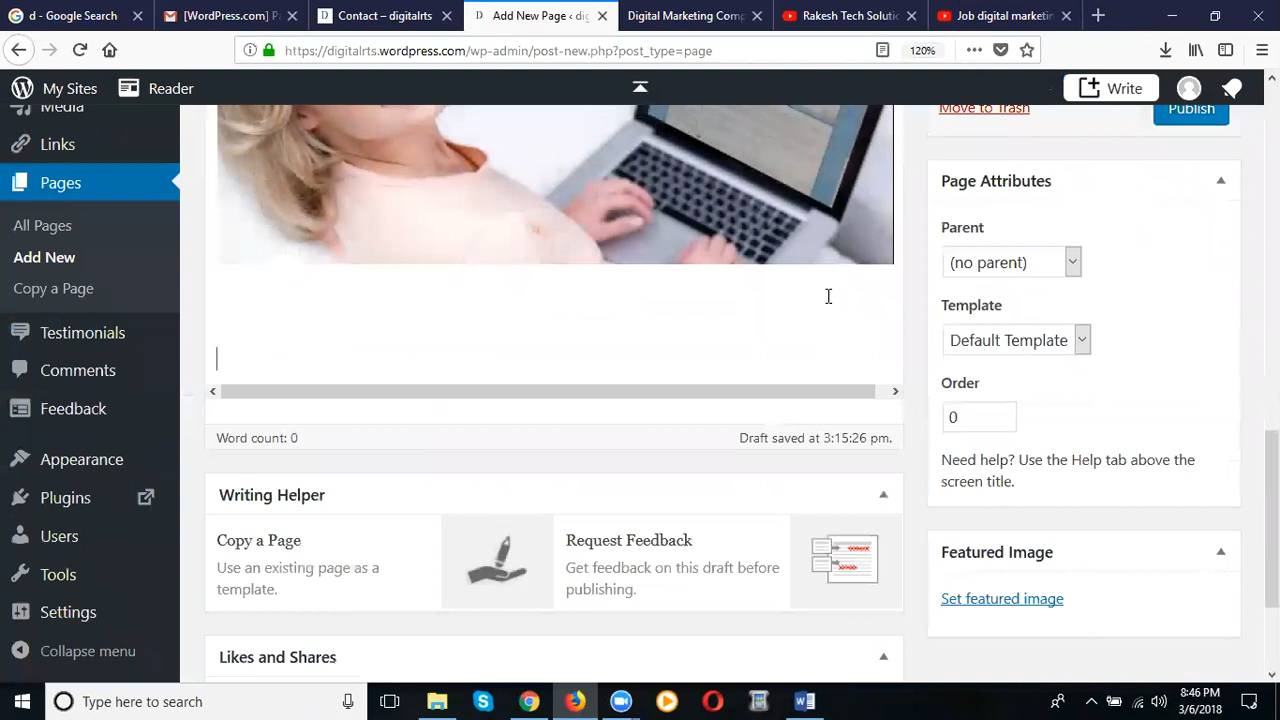 d - Google Search
[WordPress.com] P
Contact – digitalrts
Add New Page ‹ dig
Digital Marketing Comp
Rakesh Tech Solutio
Job digital marketin
https://digitalrts.wordpress.com/wp-admin/post-new.php?post_type=page
120%
My Sites
Reader
Write
Media
Links
Pages
All Pages
Add New
Copy a Page
Testimonials
Comments
Feedback
Appearance
Plugins
Users
Tools
Settings
Collapse menu
Word count: 0
Draft saved at 3:15:26 pm.
Writing Helper
Copy a Page
Use an existing page as a
template.
Request Feedback
Get feedback on this draft before
publishing.
Likes and Shares
Move to Trash
Publish
Page Attributes
Parent
(no parent)
Template
Default Template
Order
0
Need help? Use the Help tab above the
screen title.
Featured Image
Set featured image
Type here to search
8:46 PM
3/6/2018